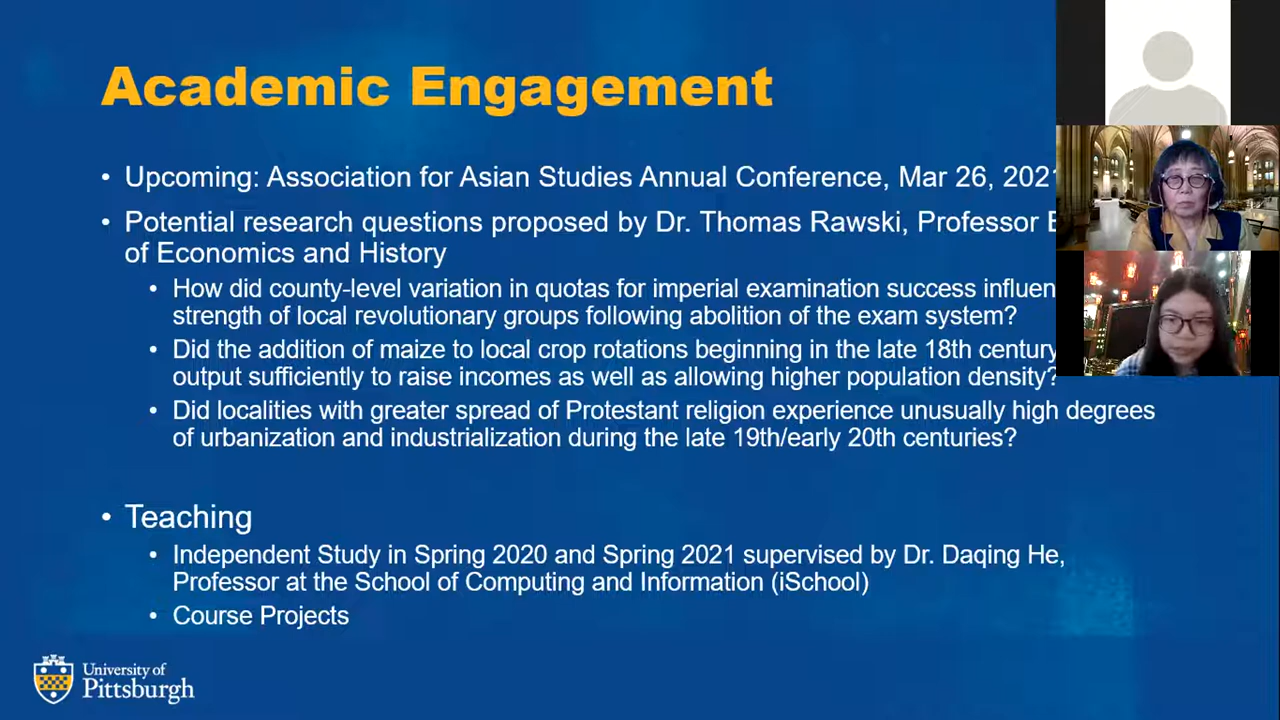 Academic Engagement
• Upcoming: Association for Asian Studies Annual Conference, Mar 26, 2021
• Potential research questions proposed by Dr. Thomas Rawski, Professor
of Economics and History
• How did county-level variation in quotas for imperial examination success
strength of local revolutionary groups following abolition of the exam system?
• Did the addition of maize to local crop rotations beginning in the late 18th century
output sufficiently to raise incomes as well as allowing higher population density?
• Did localities with greater spread of Protestant religion experience unusually high degrees
of urbanization and industrialization during the late 19th/early 20th centuries?
• Teaching
• Independent Study in Spring 2020 and Spring 2021 supervised by Dr. Daqing He,
Professor at the School of Computing and Information (iSchool)
• Course Projects
University of
Pittsburgh